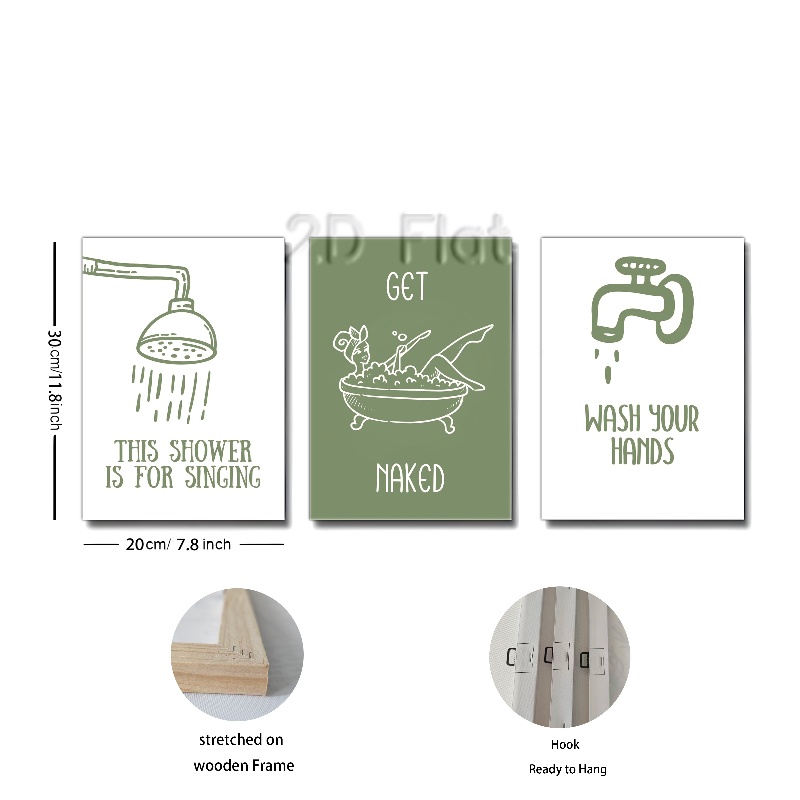 2D Flat
THIS SHOWER
IS FOR SINGING
GET
NAKED
WASH YOUR
HANDS
30cm/11.8inch
20cm/ 7.8 inch
stretched on
wooden Frame
Hook
Ready to Hang